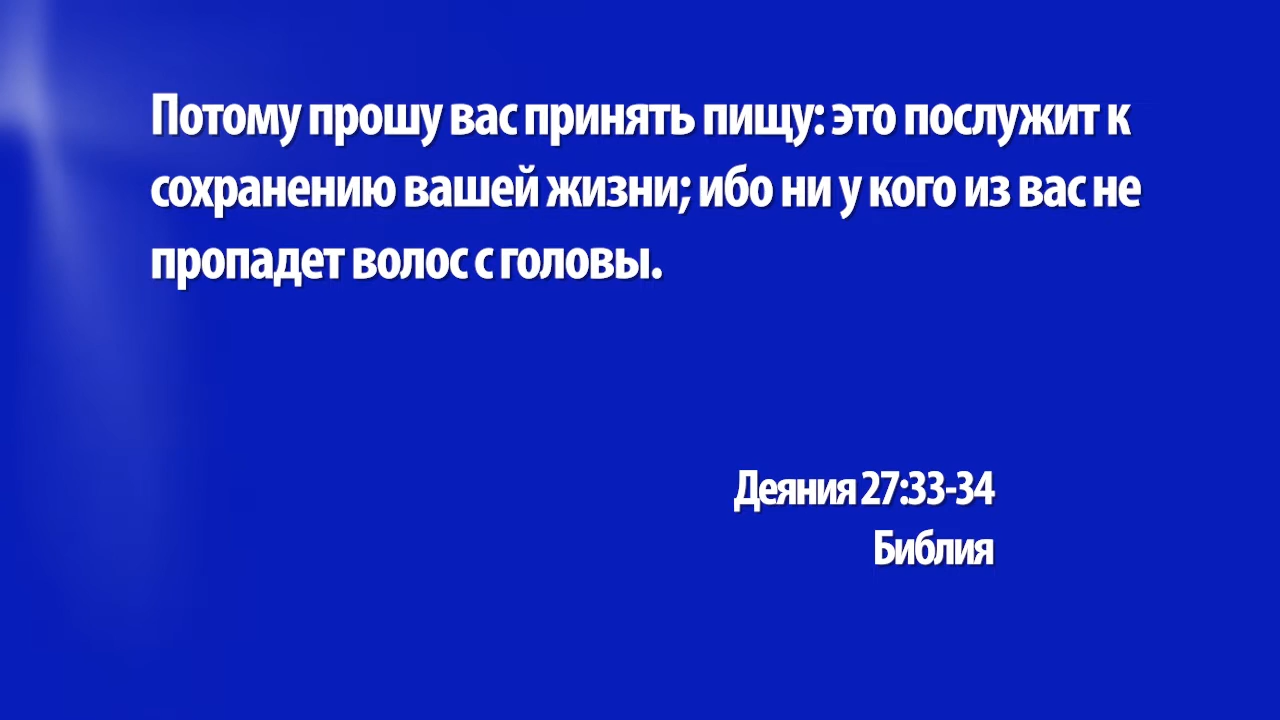 Потому прошу вас принять пищу: это послужит к
сохранению вашей жизни; ибо ни у кого из вас не
пропадет волос с головы.
Деяния 27:33-34
Библия